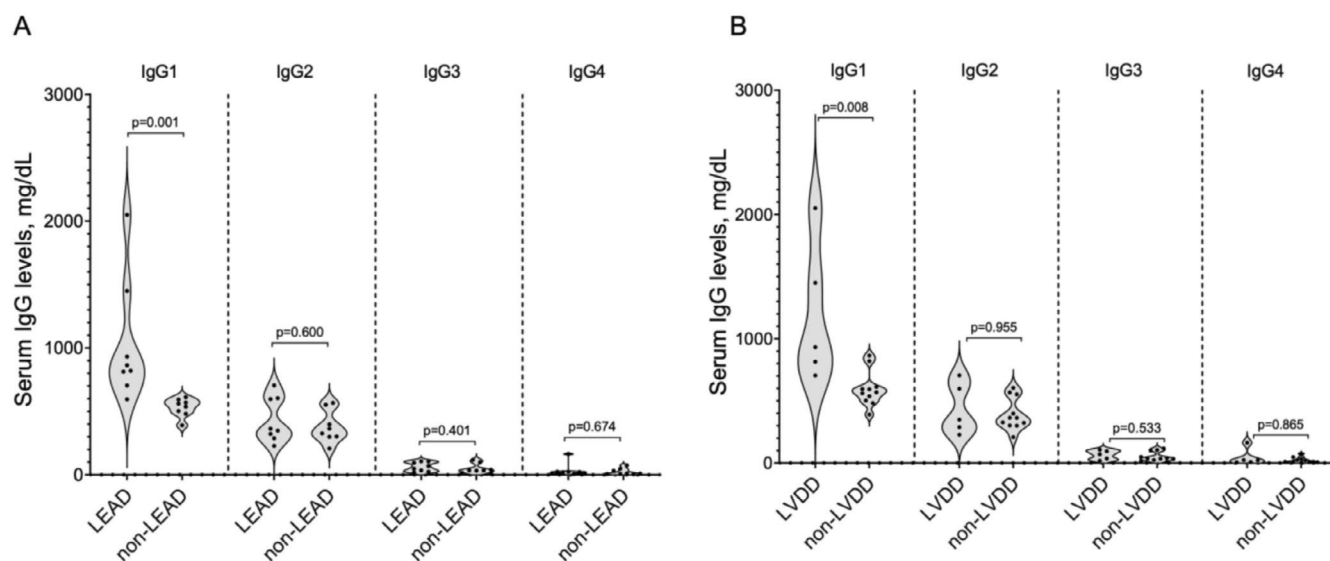 A
IgG1 IgG2 IgG3 IgG4
Serum IgG levels, mg/dL
3000
2000
1000
0
p=0.001
p=0.600
p=0.401
p=0.674
LEAD non-LEAD LEAD non-LEAD LEAD non-LEAD LEAD non-LEAD
B
IgG1 IgG2 IgG3 IgG4
Serum IgG levels, mg/dL
3000
2000
1000
0
p=0.008
p=0.955
p=0.533
p=0.865
LVDD non-LVDD LVDD non-LVDD LVDD non-LVDD LVDD non-LVDD